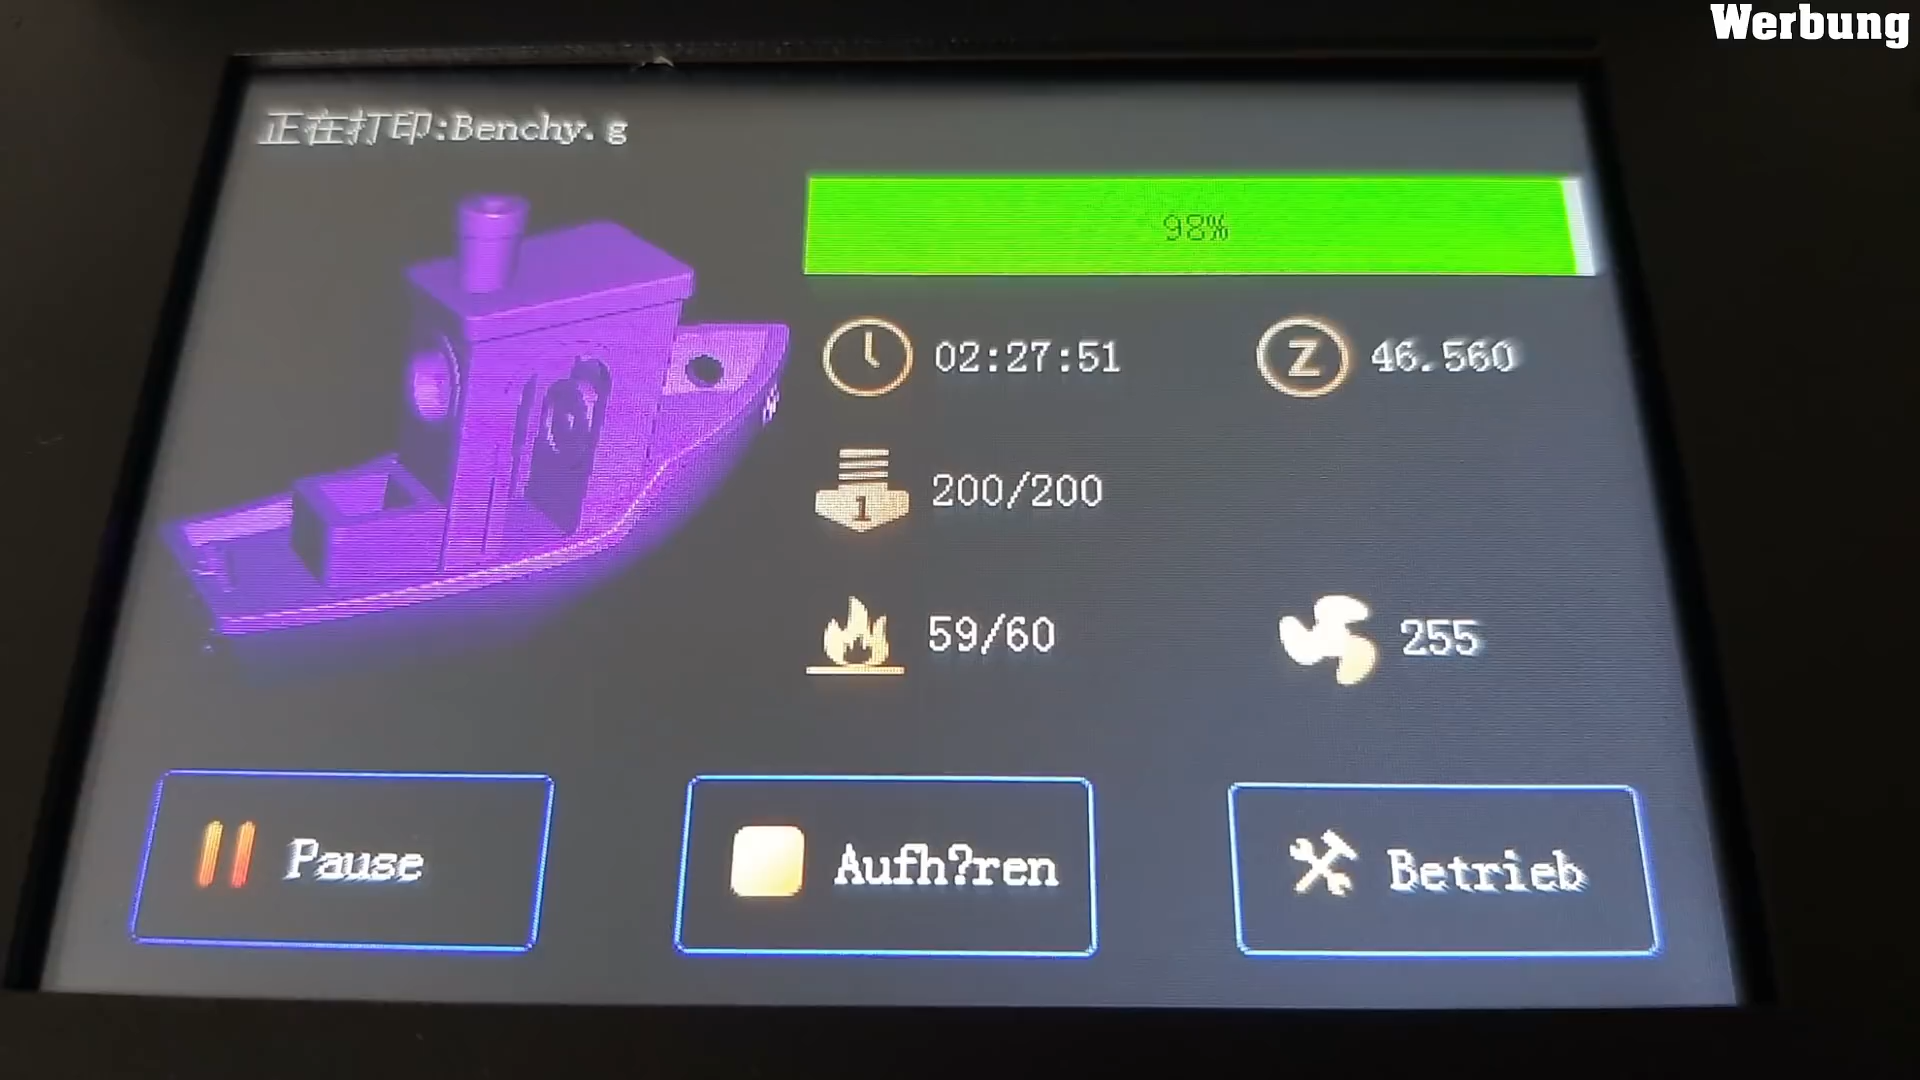 Werbung
正在打印:Benchy.g
98%
02:27:51
Z 46.560
1 200/200
59/60
255
Pause
Aufh?ren
Betrieb